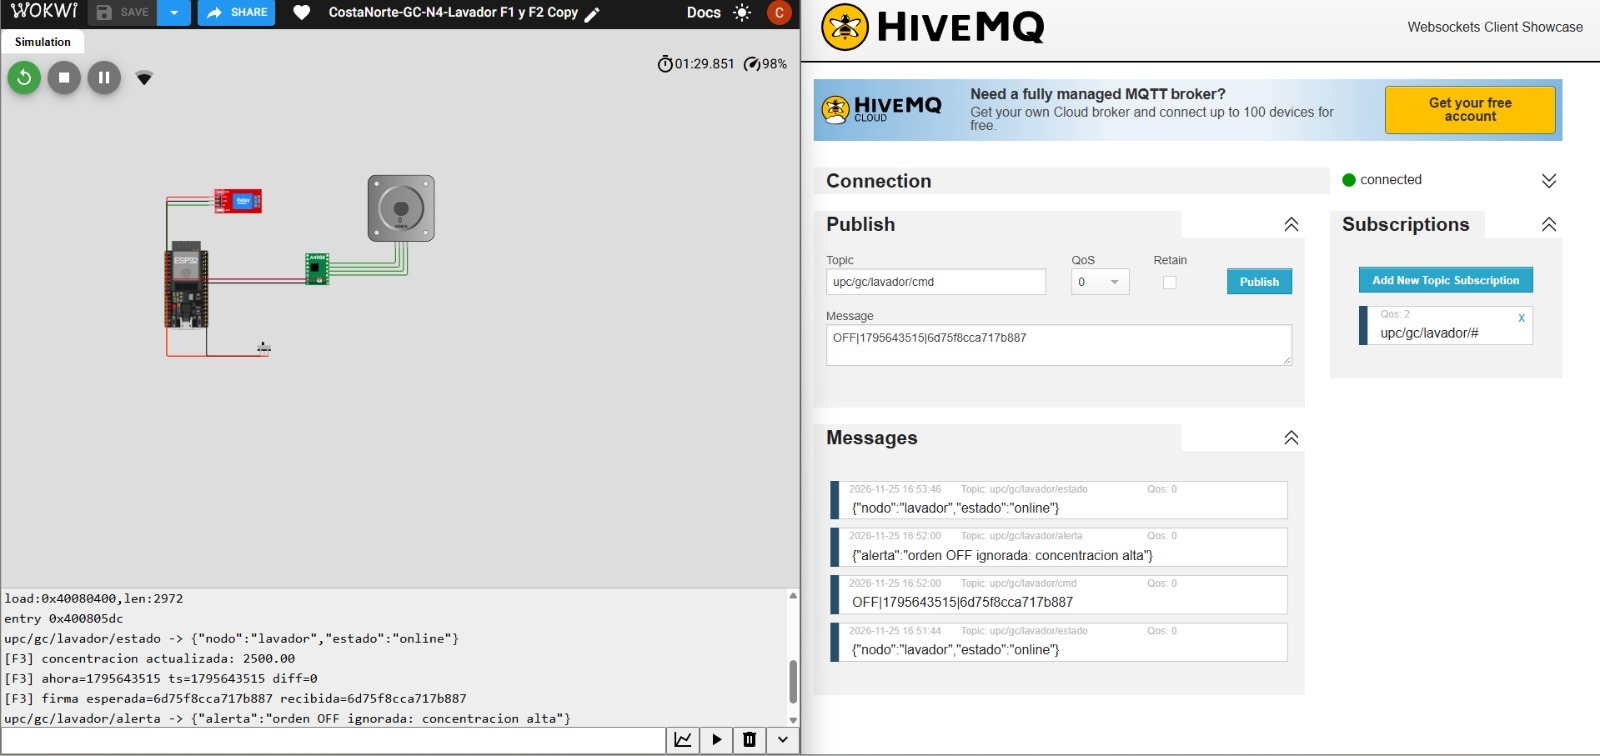 WOKWi
SAVE
SHARE
CostaNorte-GC-N4-Lavador F1 y F2 Copy
Docs
C
Simulation
01:29.851
98%
ESP32
Relay
A4988
load:0x40080400,len:2972
entry 0x400805dc
upc/gc/lavador/estado -> {"nodo":"lavador","estado":"online"}
[F3] concentracion actualizada: 2500.00
[F3] ahora=1795643515 ts=1795643515 diff=0
[F3] firma esperada=6d75f8cca717b887 recibida=6d75f8cca717b887
upc/gc/lavador/alerta -> {"alerta":"orden OFF ignorada: concentracion alta"}
HIVEMQ
Websockets Client Showcase
HIVEMQ
CLOUD
Need a fully managed MQTT broker?
Get your own Cloud broker and connect up to 100 devices for
free.
Get your free
account
Connection
connected
Publish
Topic
QoS
Retain
upc/gc/lavador/cmd
0
Publish
Message
OFF|1795643515|6d75f8cca717b887
Subscriptions
Add New Topic Subscription
Qos: 2
x
upc/gc/lavador/#
Messages
2026-11-25 16:53:46 Topic: upc/gc/lavador/estado Qos: 0
{"nodo":"lavador","estado":"online"}
2026-11-25 16:52:00 Topic: upc/gc/lavador/alerta Qos: 0
{"alerta":"orden OFF ignorada: concentracion alta"}
2026-11-25 16:52:00 Topic: upc/gc/lavador/cmd Qos: 0
OFF|1795643515|6d75f8cca717b887
2026-11-25 16:51:44 Topic: upc/gc/lavador/estado Qos: 0
{"nodo":"lavador","estado":"online"}